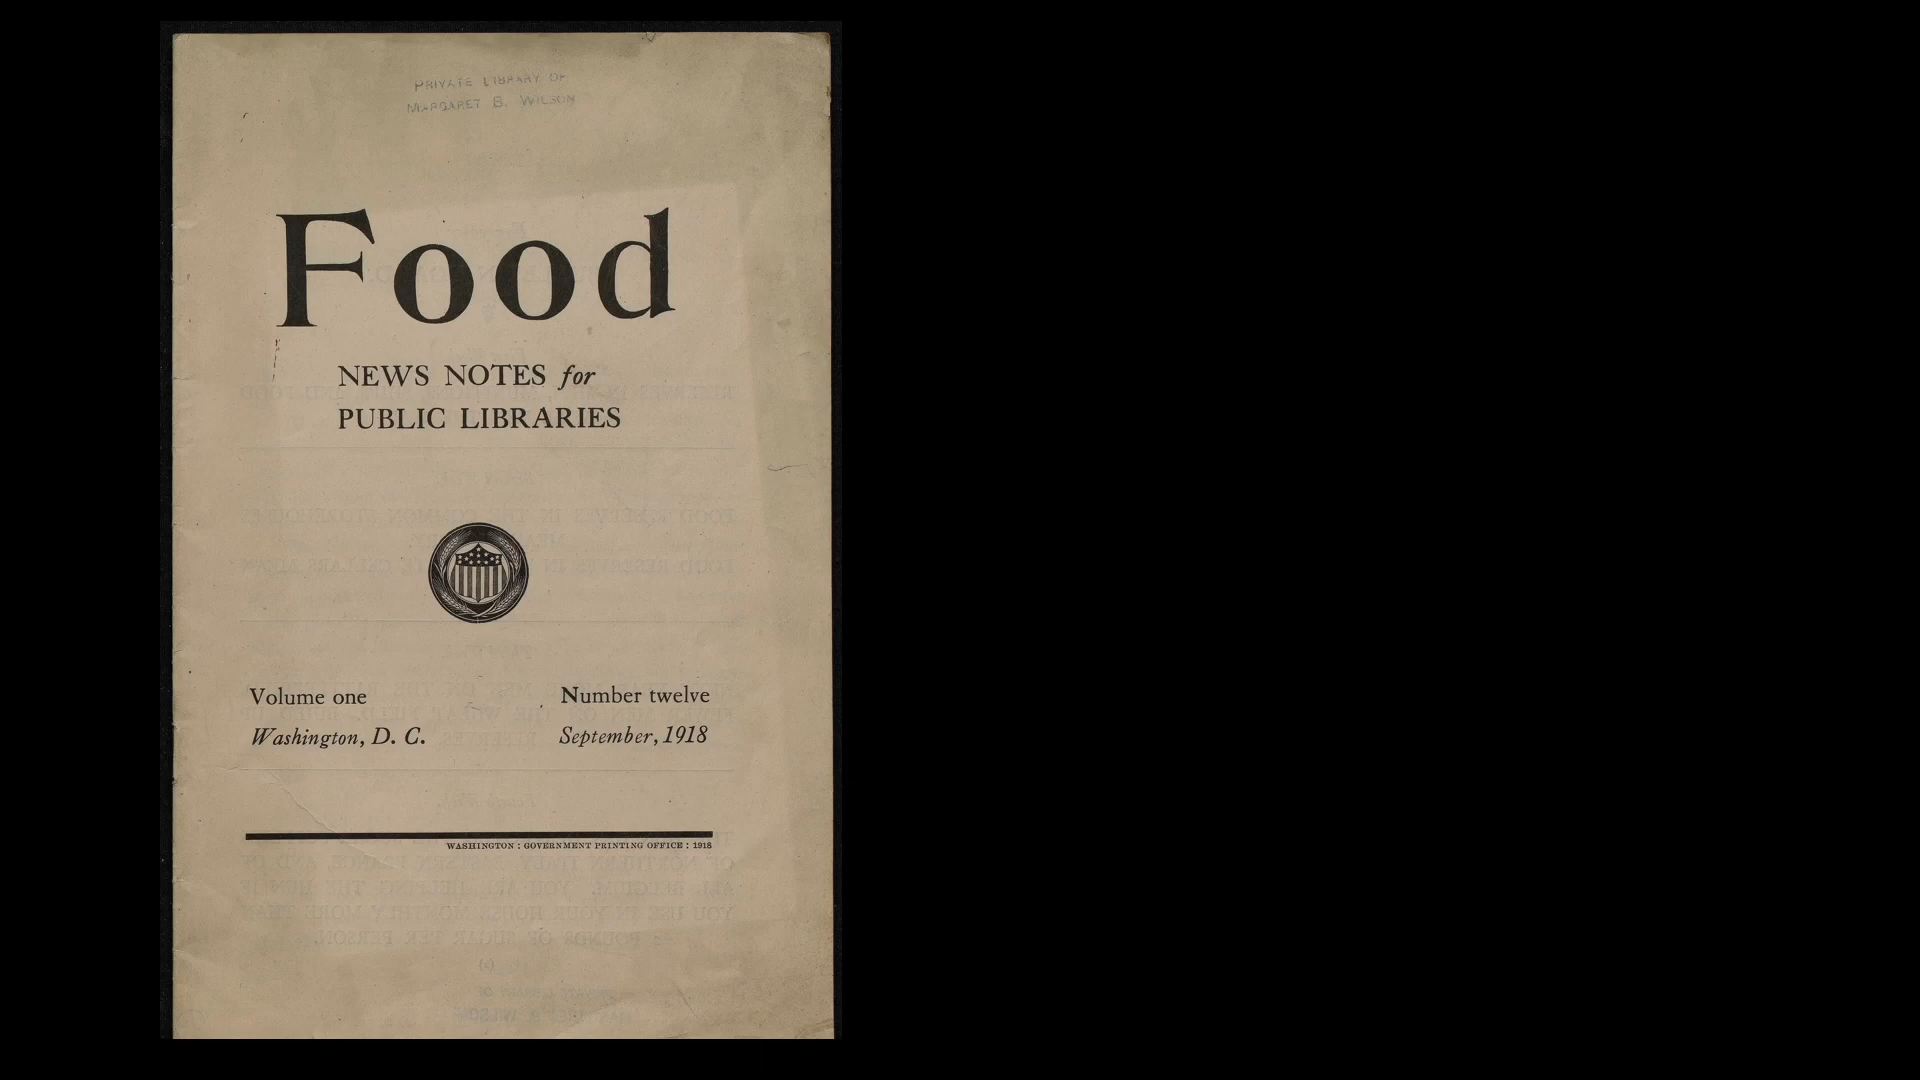 PRIVATE LIBRARY OF
MARGARET B. WILSON
Food
NEWS NOTES for
PUBLIC LIBRARIES
Volume one Number twelve
Washington, D. C. September, 1918
WASHINGTON : GOVERNMENT PRINTING OFFICE : 1918